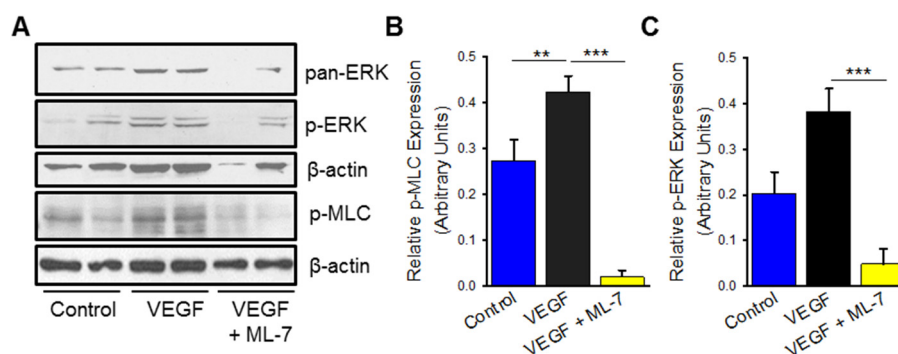 A
pan-ERK
p-ERK
β-actin
p-MLC
β-actin
Control
VEGF
VEGF
+ ML-7
B
Relative p-MLC Expression
(Arbitrary Units)
0.5
0.4
0.3
0.2
0.1
0.0
**
***
Control
VEGF
VEGF + ML-7
C
Relative p-ERK Expression
(Arbitrary Units)
0.5
0.4
0.3
0.2
0.1
0.0
***
Control
VEGF
VEGF + ML-7